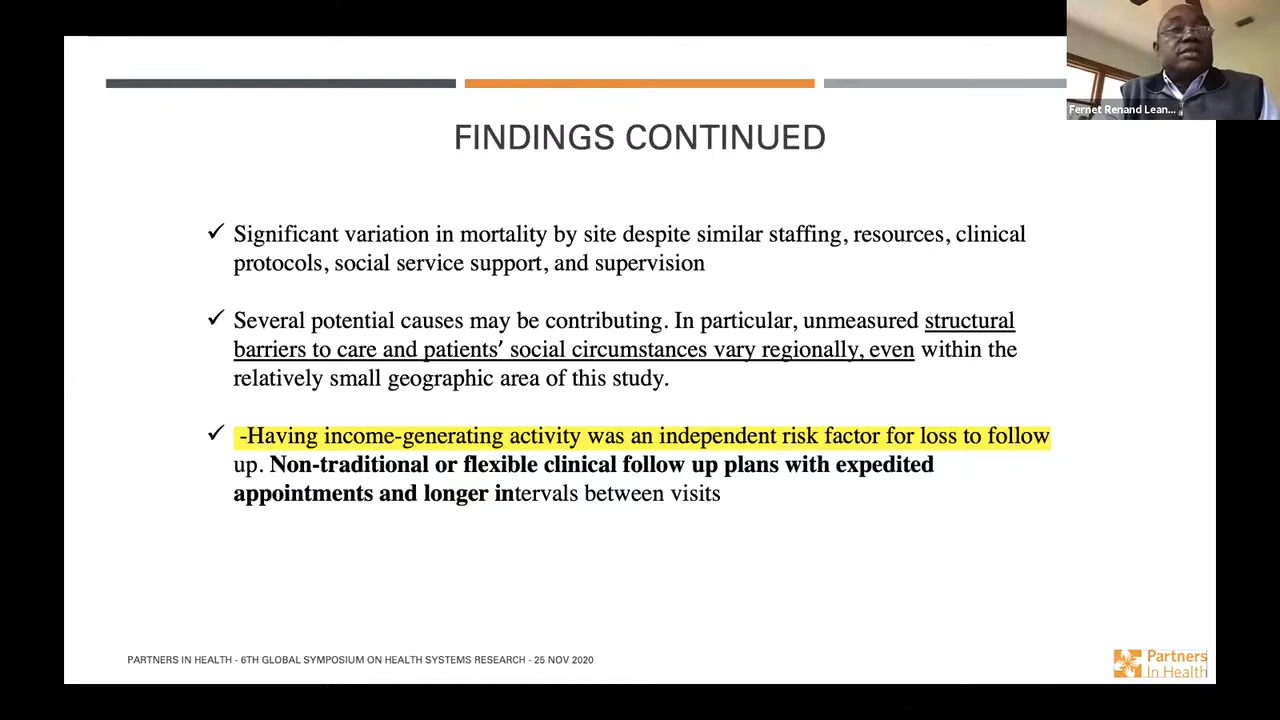 Fernet Renand Lean...
FINDINGS CONTINUED
✓ Significant variation in mortality by site despite similar staffing, resources, clinical
protocols, social service support, and supervision
✓ Several potential causes may be contributing. In particular, unmeasured structural
barriers to care and patients’ social circumstances vary regionally, even within the
relatively small geographic area of this study.
✓ -Having income-generating activity was an independent risk factor for loss to follow
up. Non-traditional or flexible clinical follow up plans with expedited
appointments and longer intervals between visits
PARTNERS IN HEALTH - 6TH GLOBAL SYMPOSIUM ON HEALTH SYSTEMS RESEARCH - 25 NOV 2020
Partners
In Health